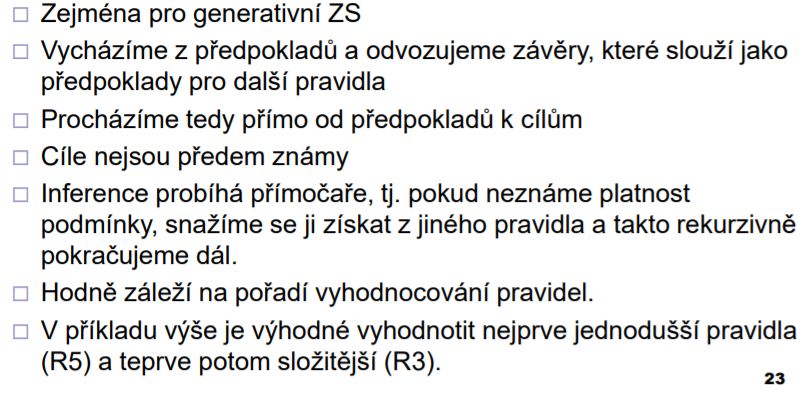 Zejména pro generativní ZS
Vycházíme z předpokladů a odvozujeme závěry, které slouží jako
předpoklady pro další pravidla
Procházíme tedy přímo od předpokladů k cílům
Cíle nejsou předem známy
Inference probíhá přímočaře, tj. pokud neznáme platnost
podmínky, snažíme se ji získat z jiného pravidla a takto rekurzivně
pokračujeme dál.
Hodně záleží na pořadí vyhodnocování pravidel.
V příkladu výše je výhodné vyhodnotit nejprve jednodušší pravidla
(R5) a teprve potom složitější (R3).
23